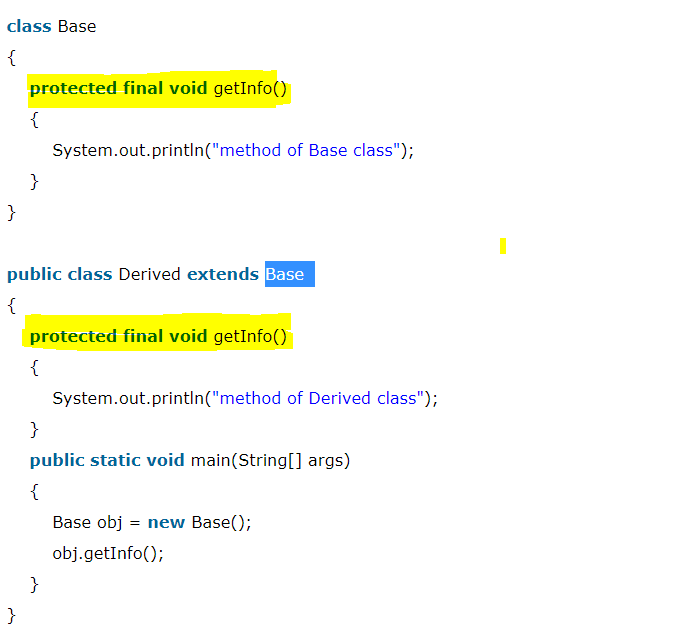 class Base
{
protected final void getInfo()
{
System.out.println("method of Base class");
}
}
public class Derived extends Base
{
protected final void getInfo()
{
System.out.println("method of Derived class");
}
public static void main(String[] args)
{
Base obj = new Base();
obj.getInfo();
}
}